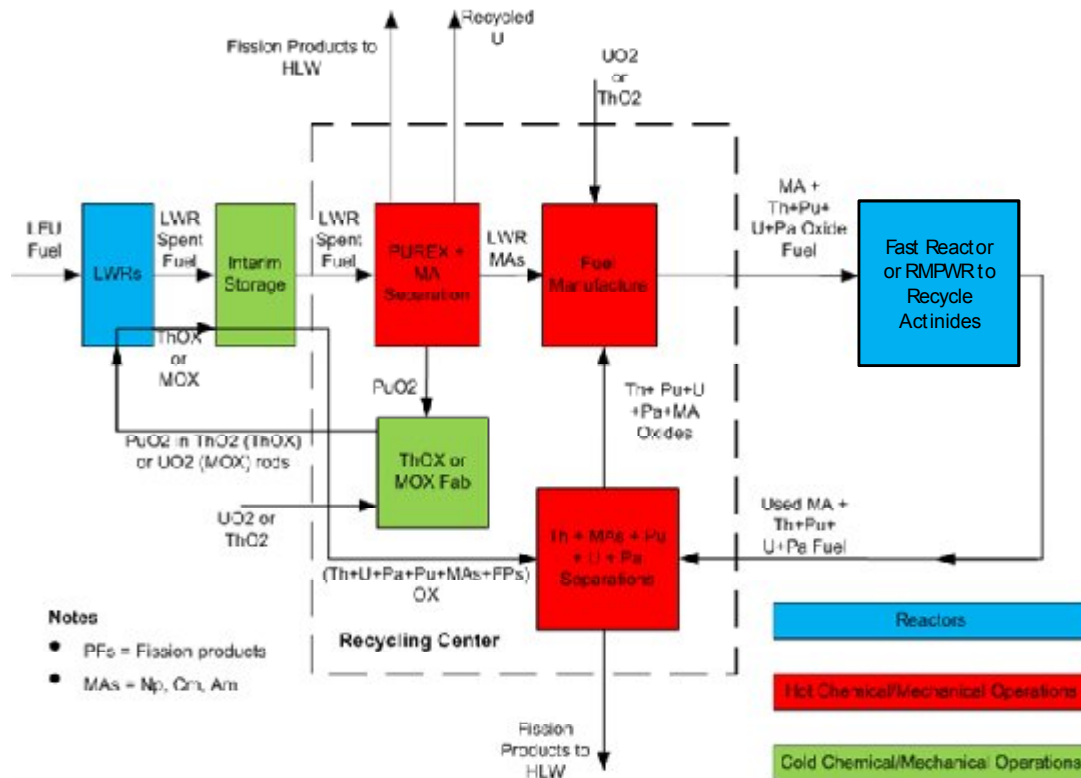 Fission Products to
HLW
Recycled
U
UO2
or
ThO2
LEU
Fuel
LWRs
LWR
Spent
Fuel
Interim
Storage
LWR
Spent
Fuel
PUREX +
MA
Separation
LWR
MAs
Fuel
Manufacture
MA +
Th+Pu+
U+Pa Oxide
Fuel
Fast Reactor
or RMPWR to
Recycle
Actinides
ThOX
or
MOX
PuO2
Th+ Pu+U
+Pa+MA
Oxides
PuO2 in ThO2 (ThOX)
or UO2 (MOX) rods
ThOX or
MOX Fab
UO2 or
ThO2
Th + MAs + Pu
+ U + Pa
Separations
Used MA +
Th+Pu+
U+Pa Fuel
(Th+U+Pa+Pu+MAs+FPs)
OX
Recycling Center
Notes
● PFs = Fission products
● MAs = Np, Cm, Am
Fission
Products to
HLW
Reactors
Hot Chemical/Mechanical Operations
Cold Chemical/Mechanical Operations